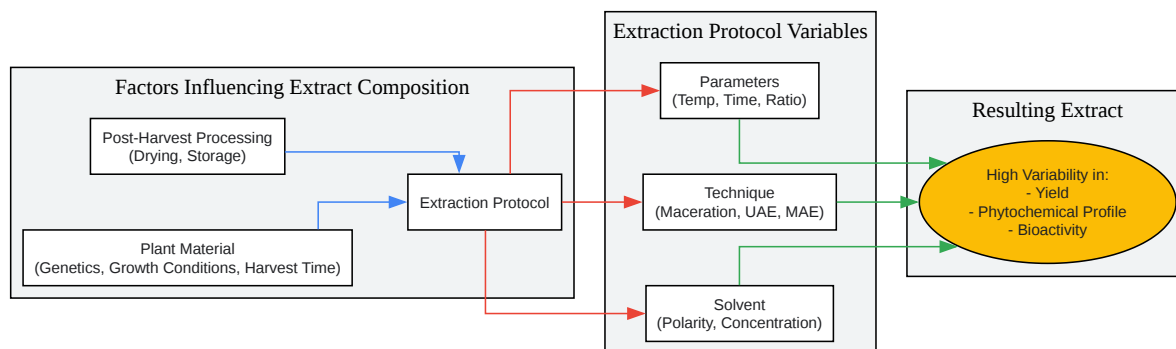 Factors Influencing Extract Composition
Post-Harvest Processing
(Drying, Storage)
Extraction Protocol
Plant Material
(Genetics, Growth Conditions, Harvest Time)
Extraction Protocol Variables
Parameters
(Temp, Time, Ratio)
Technique
(Maceration, UAE, MAE)
Solvent
(Polarity, Concentration)
Resulting Extract
High Variability in:
- Yield
- Phytochemical Profile
- Bioactivity